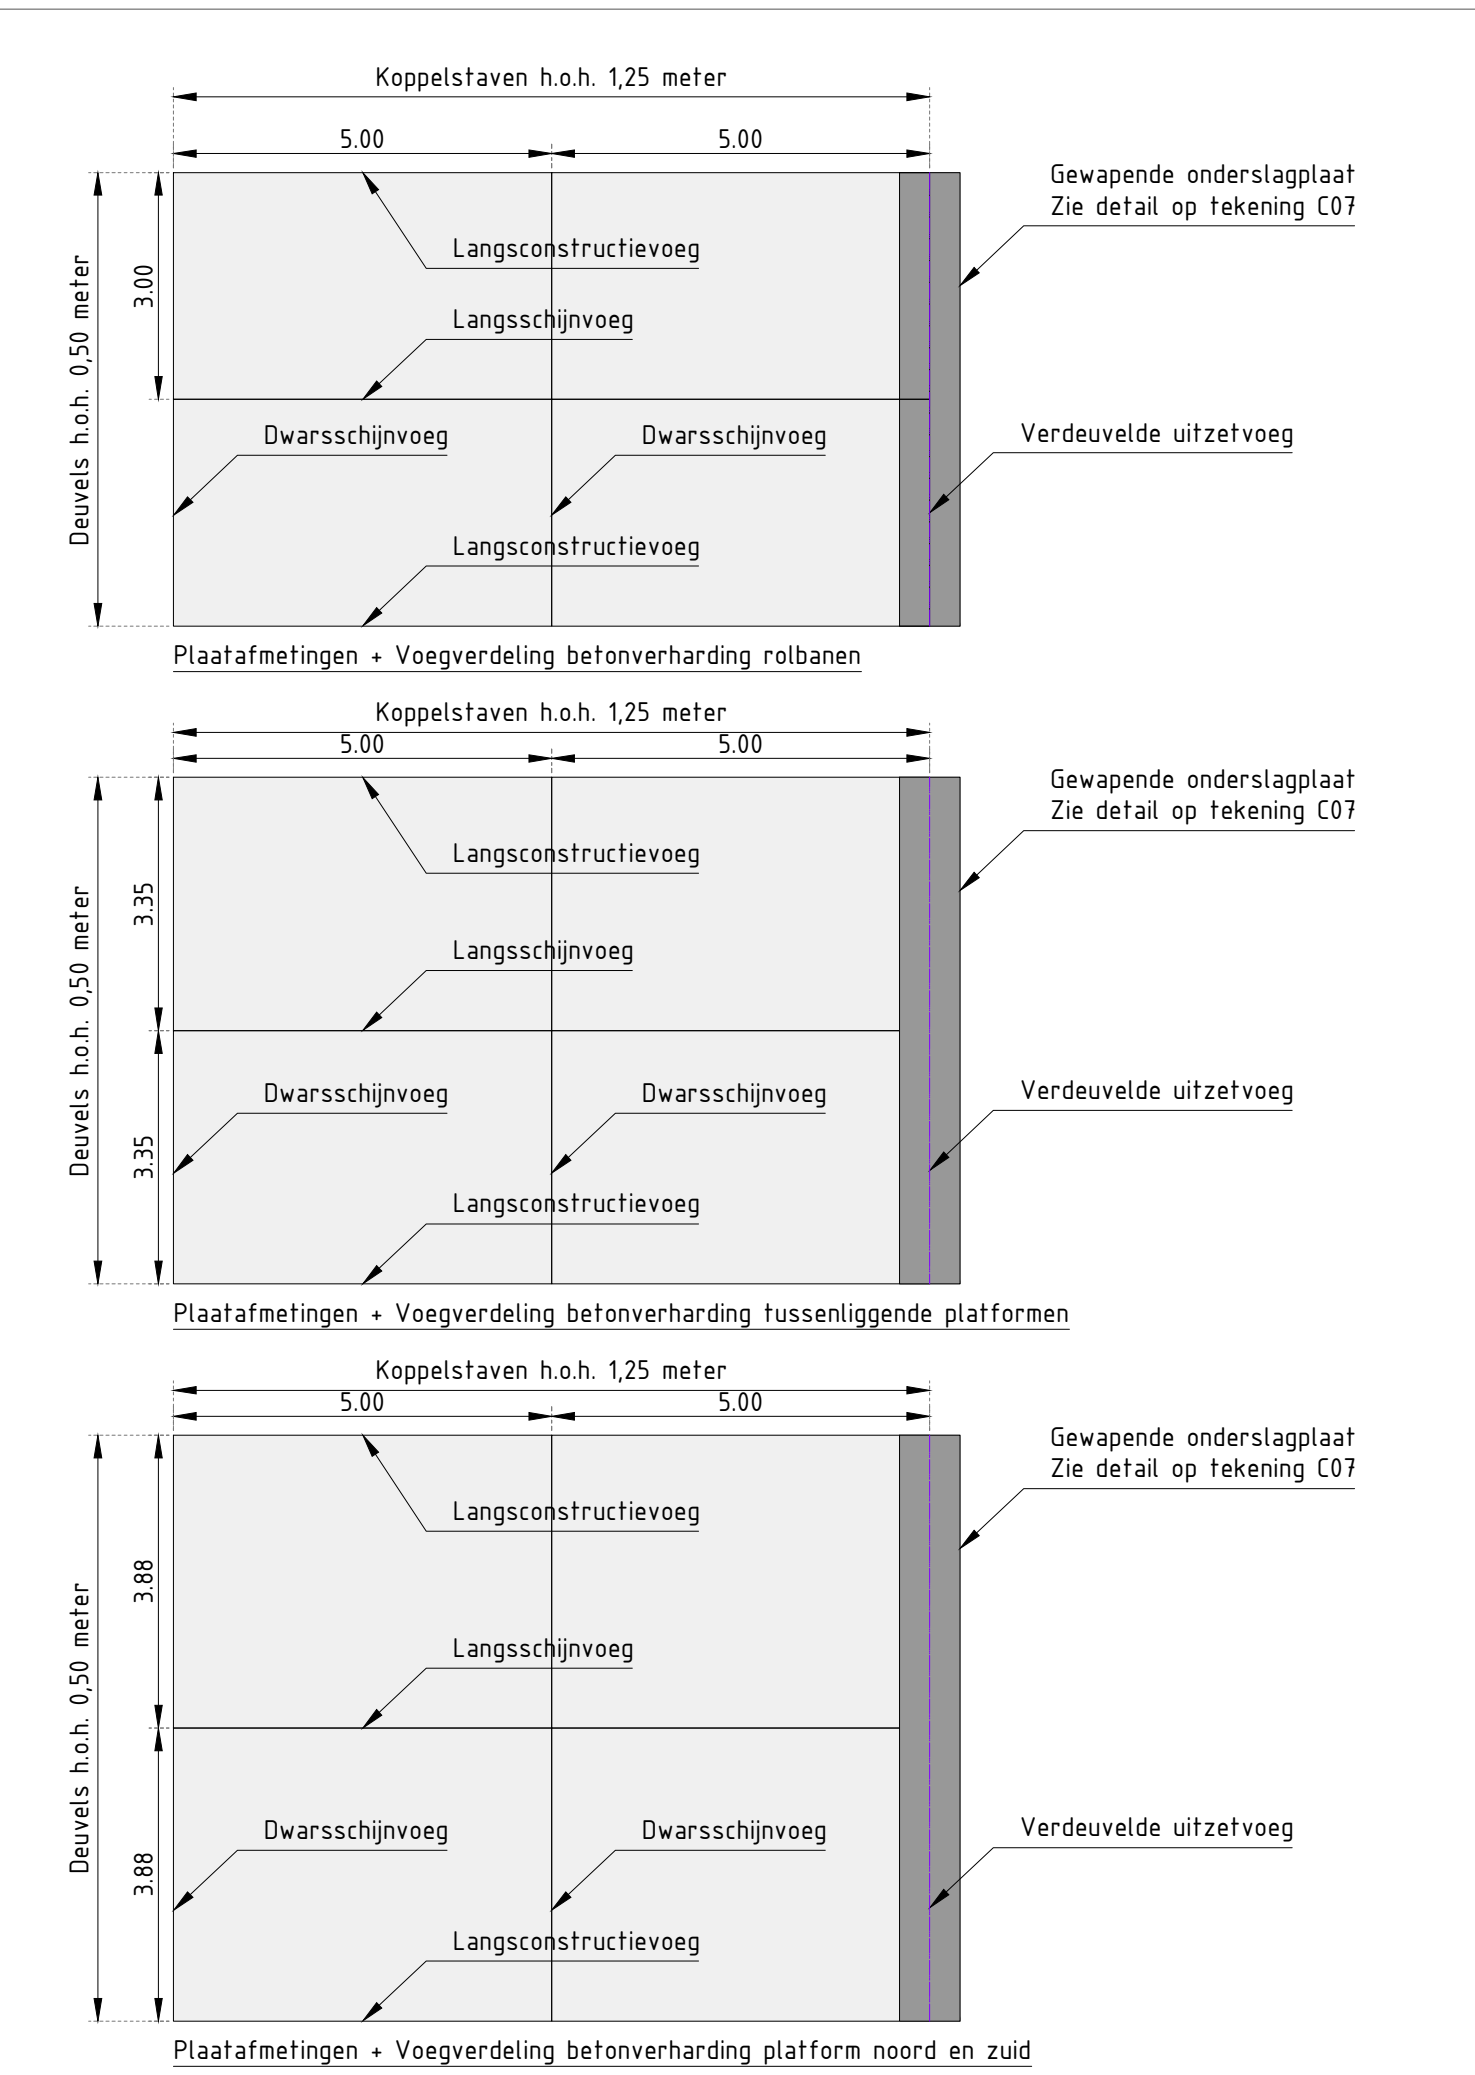 Koppelstaven h.o.h. 1,25 meter
5.00
5.00
Gewapende onderslagplaat
Zie detail op tekening C07
Langsconstructievoeg
3.00
Deuvels h.o.h. 0,50 meter
Langsschijnvoeg
Dwarsschijnvoeg
Dwarsschijnvoeg
Verdeuvelde uitzetvoeg
Langsconstructievoeg
Plaatafmetingen + Voegverdeling betonverharding rolbanen
Koppelstaven h.o.h. 1,25 meter
5.00
5.00
Gewapende onderslagplaat
Zie detail op tekening C07
Langsconstructievoeg
3.35
Deuvels h.o.h. 0,50 meter
Langsschijnvoeg
Dwarsschijnvoeg
Dwarsschijnvoeg
Verdeuvelde uitzetvoeg
3.35
Langsconstructievoeg
Plaatafmetingen + Voegverdeling betonverharding tussenliggende platformen
Koppelstaven h.o.h. 1,25 meter
5.00
5.00
Gewapende onderslagplaat
Zie detail op tekening C07
Langsconstructievoeg
3.88
Deuvels h.o.h. 0,50 meter
Langsschijnvoeg
Dwarsschijnvoeg
Dwarsschijnvoeg
Verdeuvelde uitzetvoeg
3.88
Langsconstructievoeg
Plaatafmetingen + Voegverdeling betonverharding platform noord en zuid